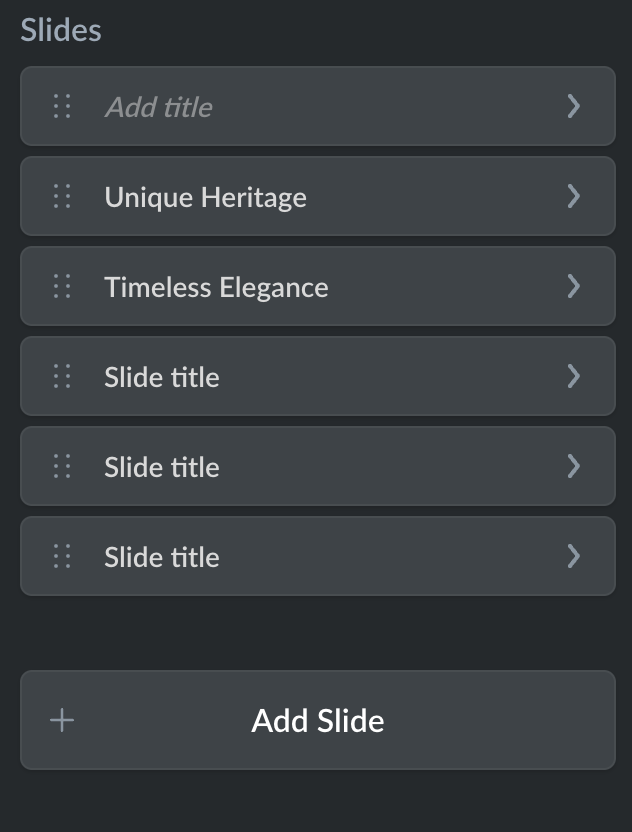 Slides
Add title
Unique Heritage
Timeless Elegance
Slide title
Slide title
Slide title
Add Slide